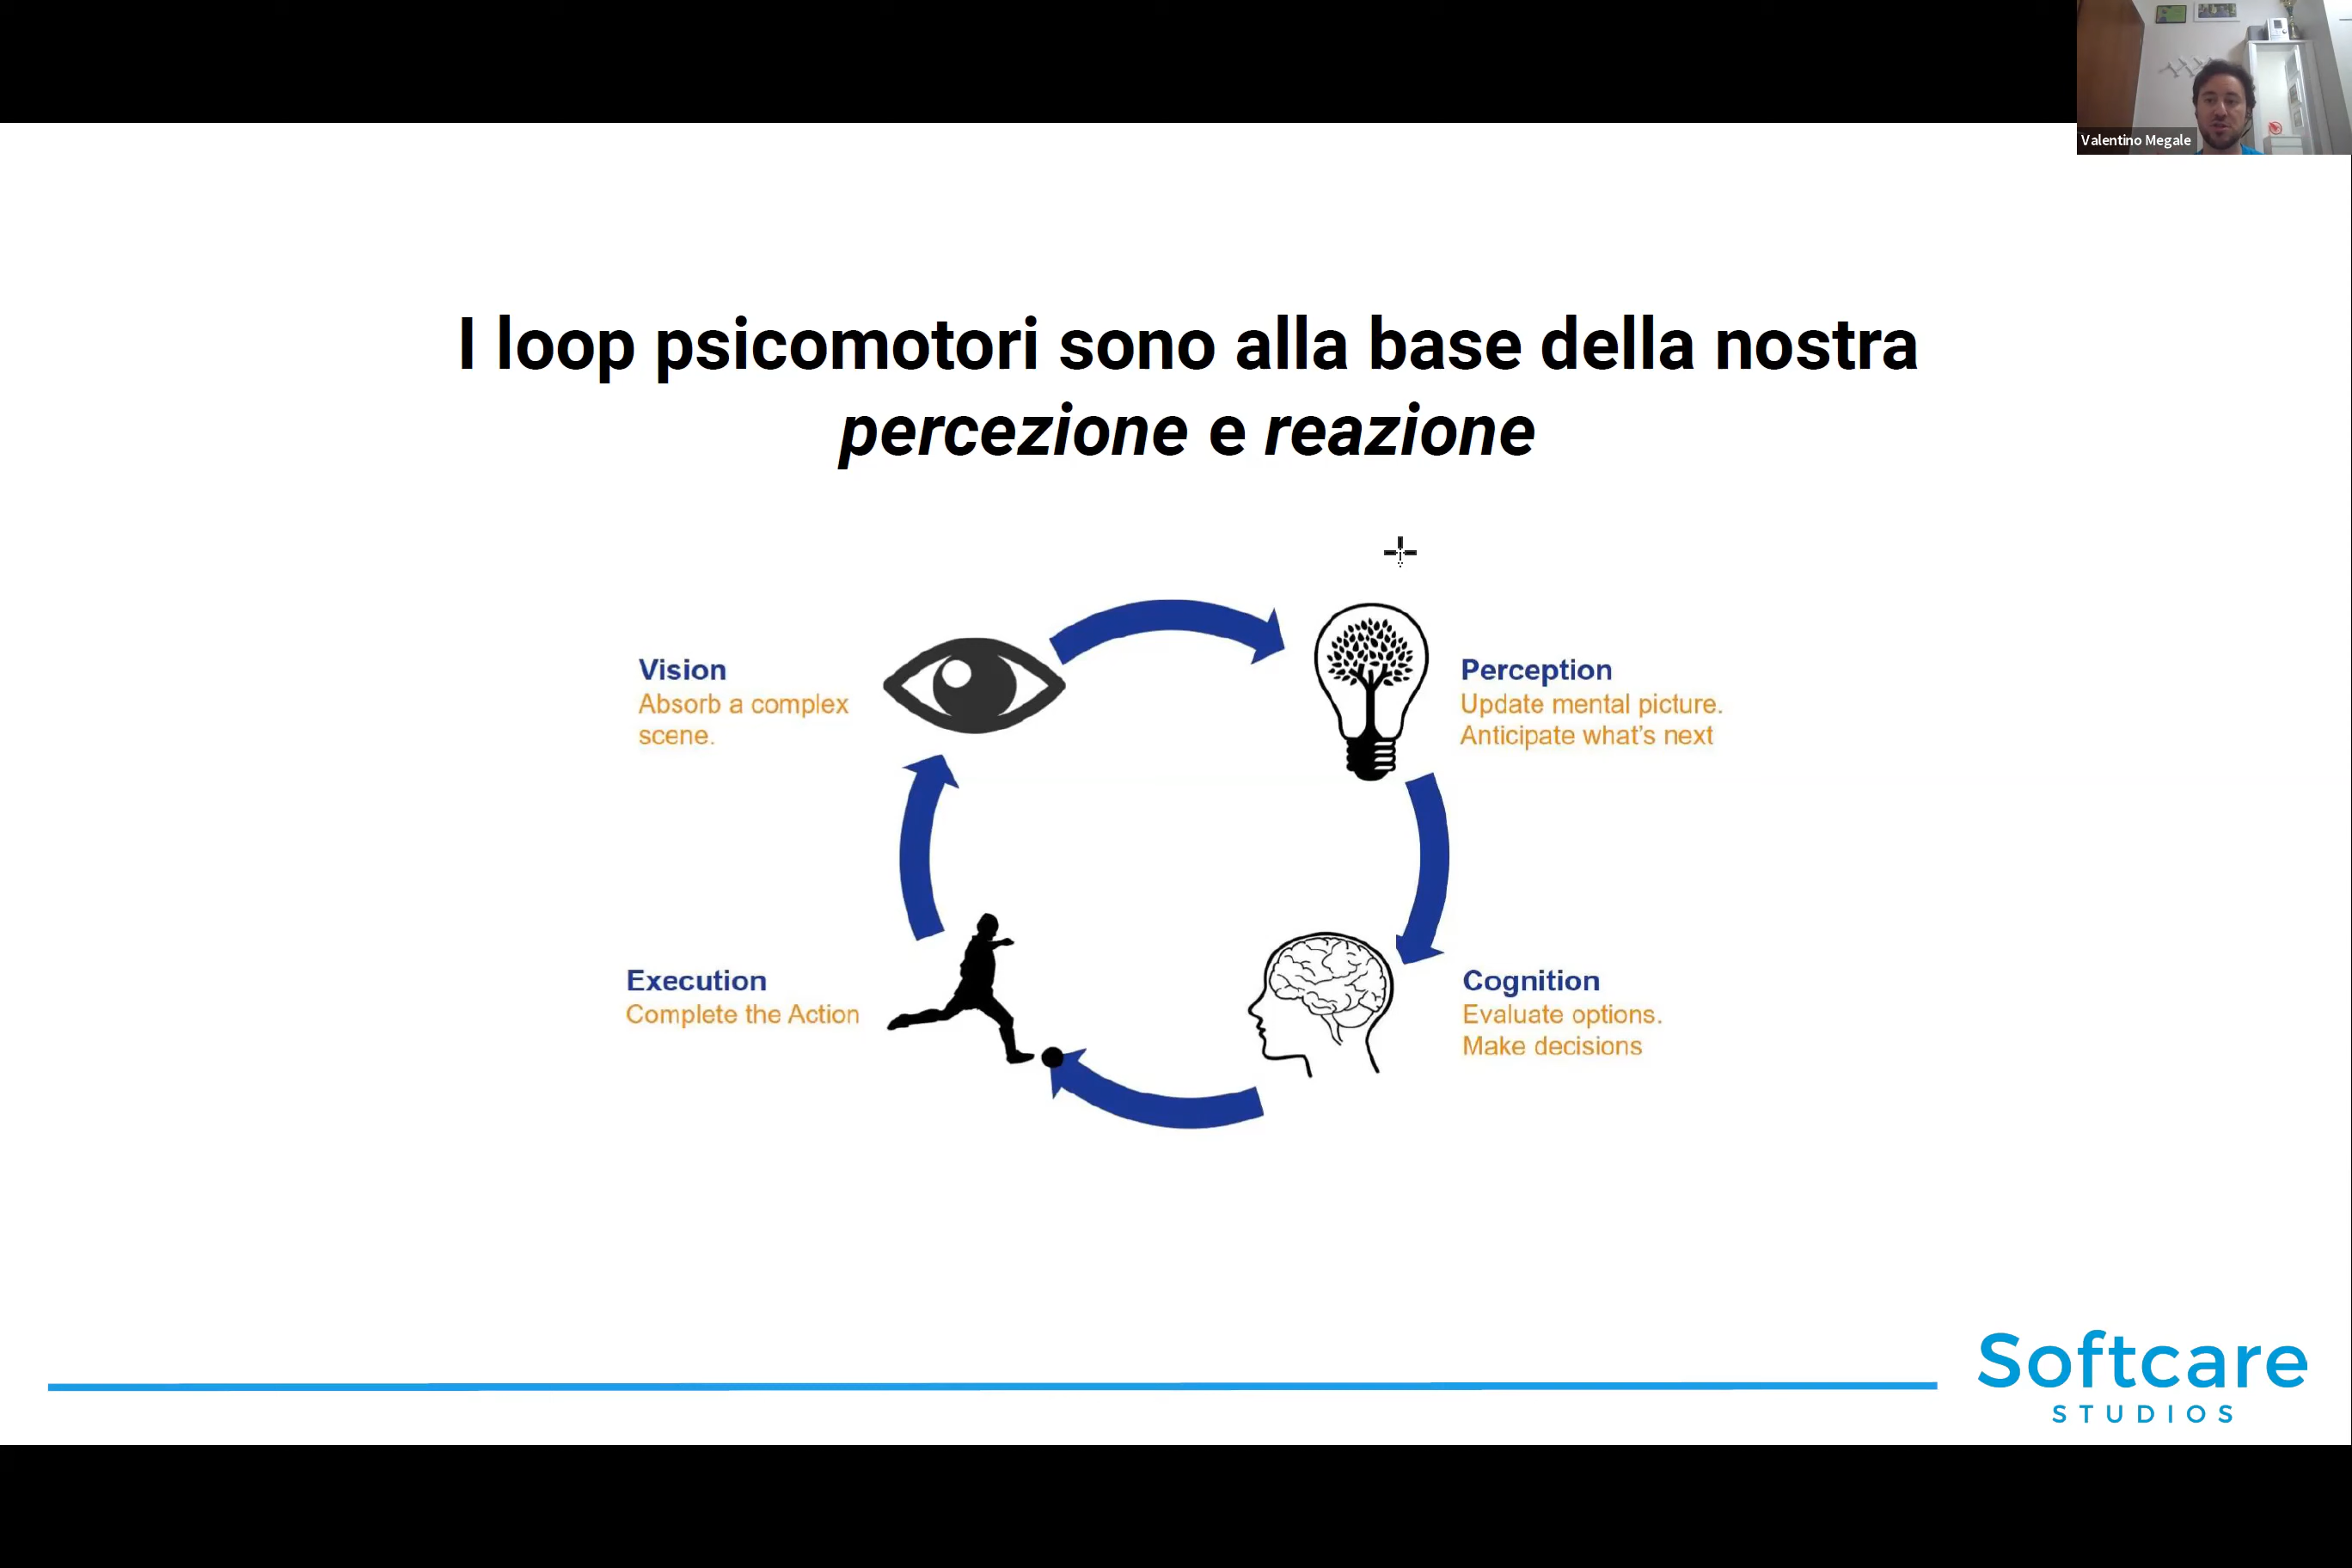 Valentino Megale
I loop psicomotori sono alla base della nostra
percezione e reazione
Vision
Absorb a complex
scene.
Perception
Update mental picture.
Anticipate what's next
Execution
Complete the Action
Cognition
Evaluate options.
Make decisions
Softcare
STUDIOS